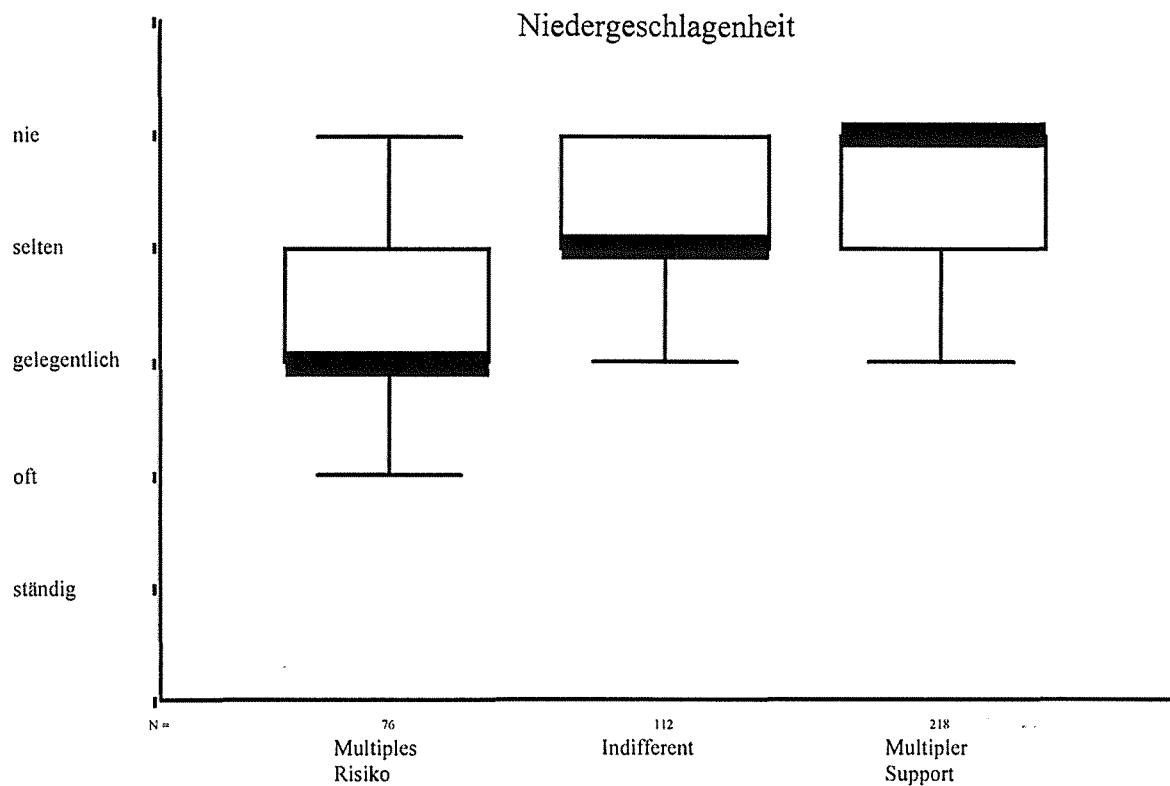 Niedergeschlagenheit
nie
selten
gelegentlich
oft
ständig
N = 76 112 218
Multiples Indifferent Multipler
Risiko Support